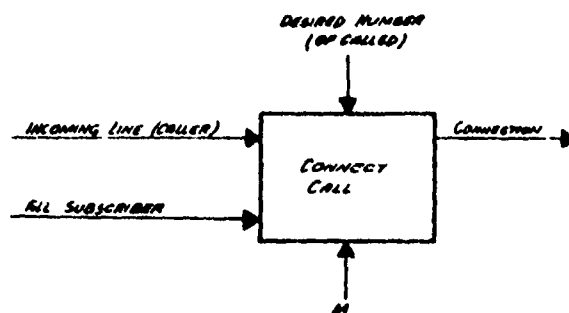 DESIRED NUMBER
(OF CALLED)
INCOMING LINE (CALLER)
CONNECTION
CONNECT
CALL
ALL SUBSCRIBER
M